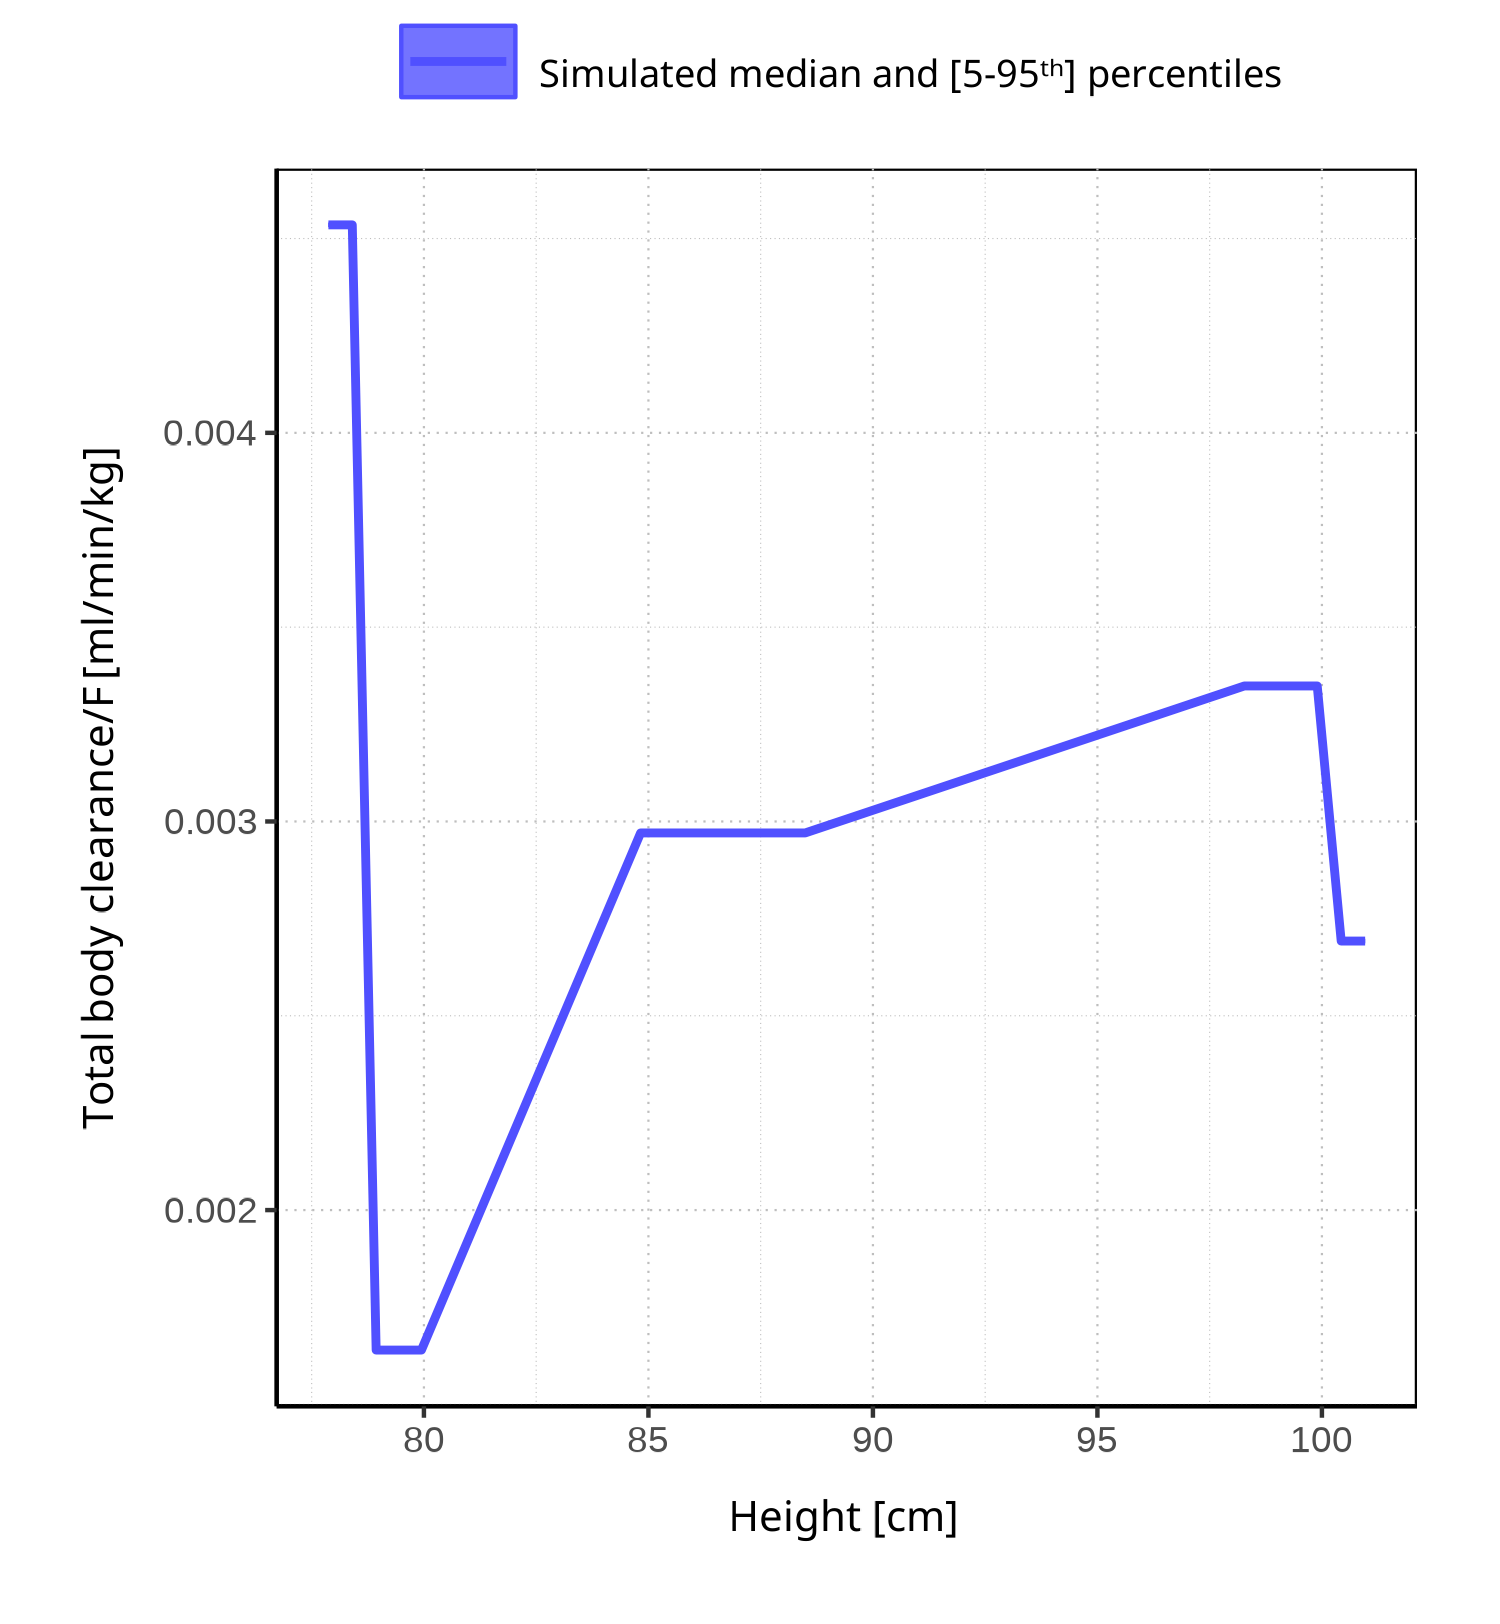 Simulated median and [5-95th] percentiles
Total body clearance/F [ml/min/kg]
0.004
0.003
0.002
80 85 90 95 100
Height [cm]